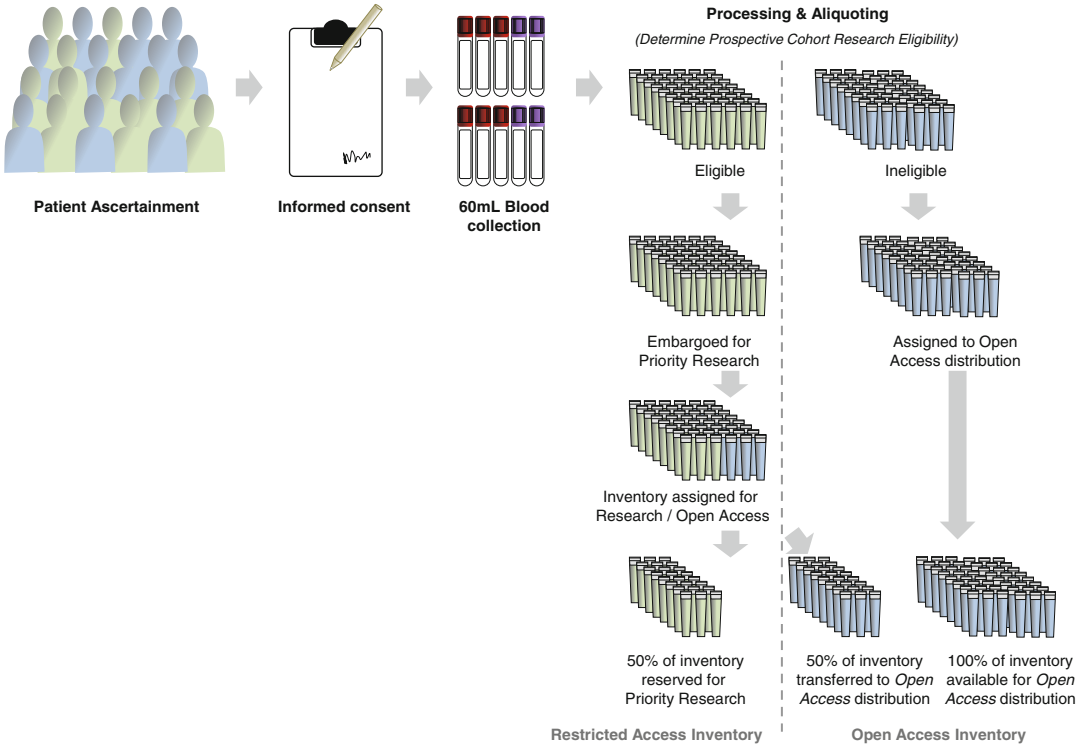 Processing & Aliquoting
(Determine Prospective Cohort Research Eligibility)
Patient Ascertainment
Informed consent
60mL Blood
collection
Eligible
Ineligible
Embargoed for
Priority Research
Assigned to Open
Access distribution
Inventory assigned for
Research / Open Access
50% of inventory
reserved for
Priority Research
50% of inventory
transferred to Open
Access distribution
100% of inventory
available for Open
Access distribution
Restricted Access Inventory
Open Access Inventory